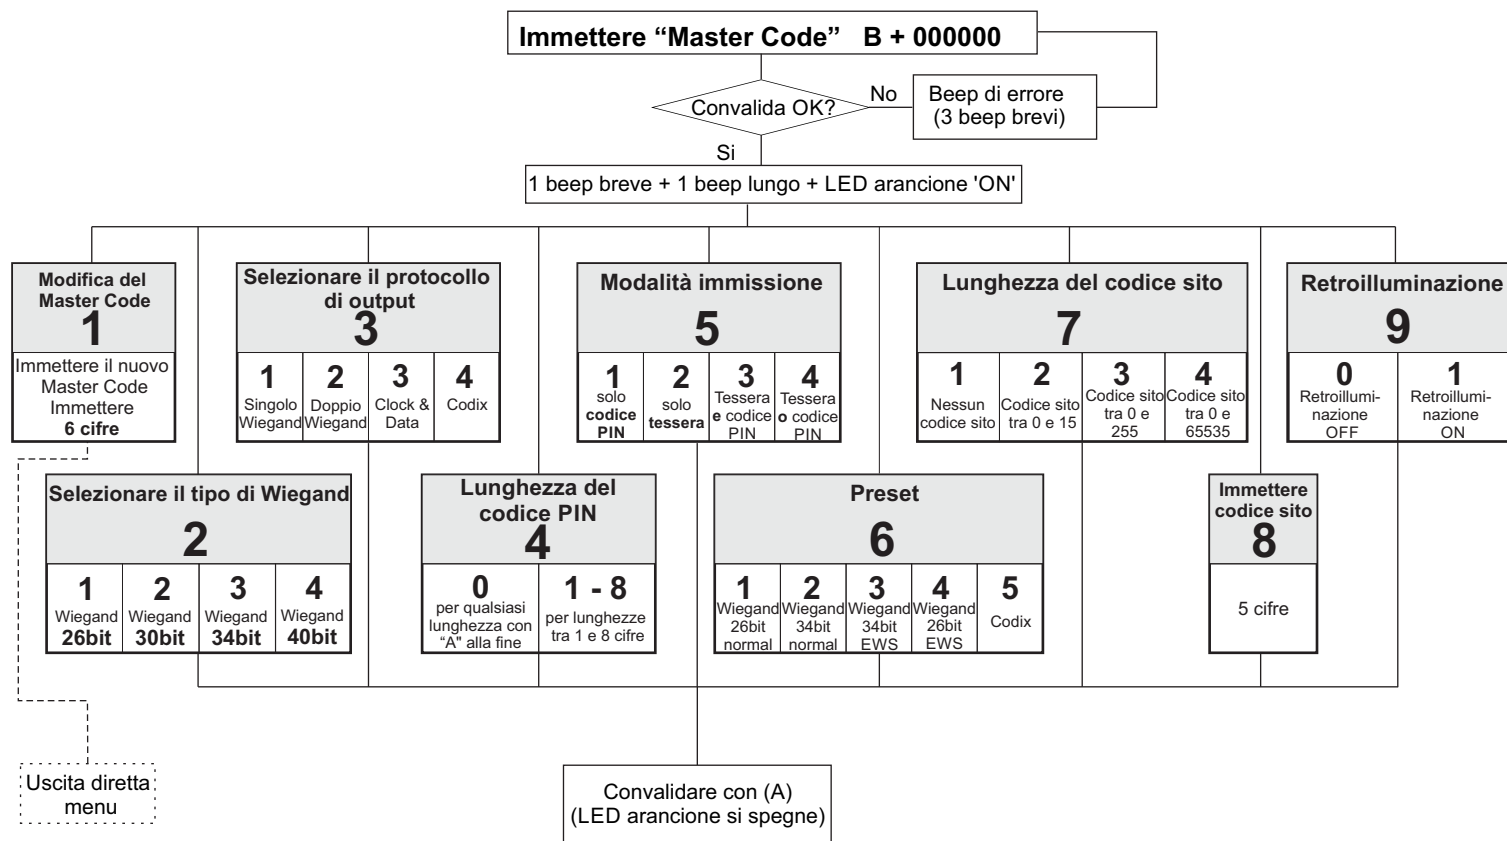 Immettere “Master Code” B + 000000
Convalida OK?
No
Beep di errore
(3 beep brevi)
Si
1 beep breve + 1 beep lungo + LED arancione 'ON'
Modifica del
Master Code
1
Immettere il nuovo
Master Code
Immettere
6 cifre
Selezionare il protocollo
di output
3
1
Singolo
Wiegand
2
Doppio
Wiegand
3
Clock &
Data
4
Codix
Modalità immissione
5
1
solo
codice
PIN
2
solo
tessera
3
Tessera
e codice
PIN
4
Tessera
o codice
PIN
Lunghezza del codice sito
7
1
Nessun
codice sito
2
Codice sito
tra 0 e 15
3
Codice sito
tra 0 e
255
4
Codice sito
tra 0 e
65535
Retroilluminazione
9
0
Retroillumi-
nazione
OFF
1
Retroillumi-
nazione
ON
Selezionare il tipo di Wiegand
2
1
Wiegand
26bit
2
Wiegand
30bit
3
Wiegand
34bit
4
Wiegand
40bit
Lunghezza del
codice PIN
4
0
per qualsiasi
lunghezza con
“A" alla fine
1 - 8
per lunghezze
tra 1 e 8 cifre
Preset
6
1
Wiegand
26bit
normal
2
Wiegand
34bit
normal
3
Wiegand
34bit
EWS
4
Wiegand
26bit
EWS
5
Codix
Immettere
codice sito
8
5 cifre
Uscita diretta
menu
Convalidare con (A)
(LED arancione si spegne)